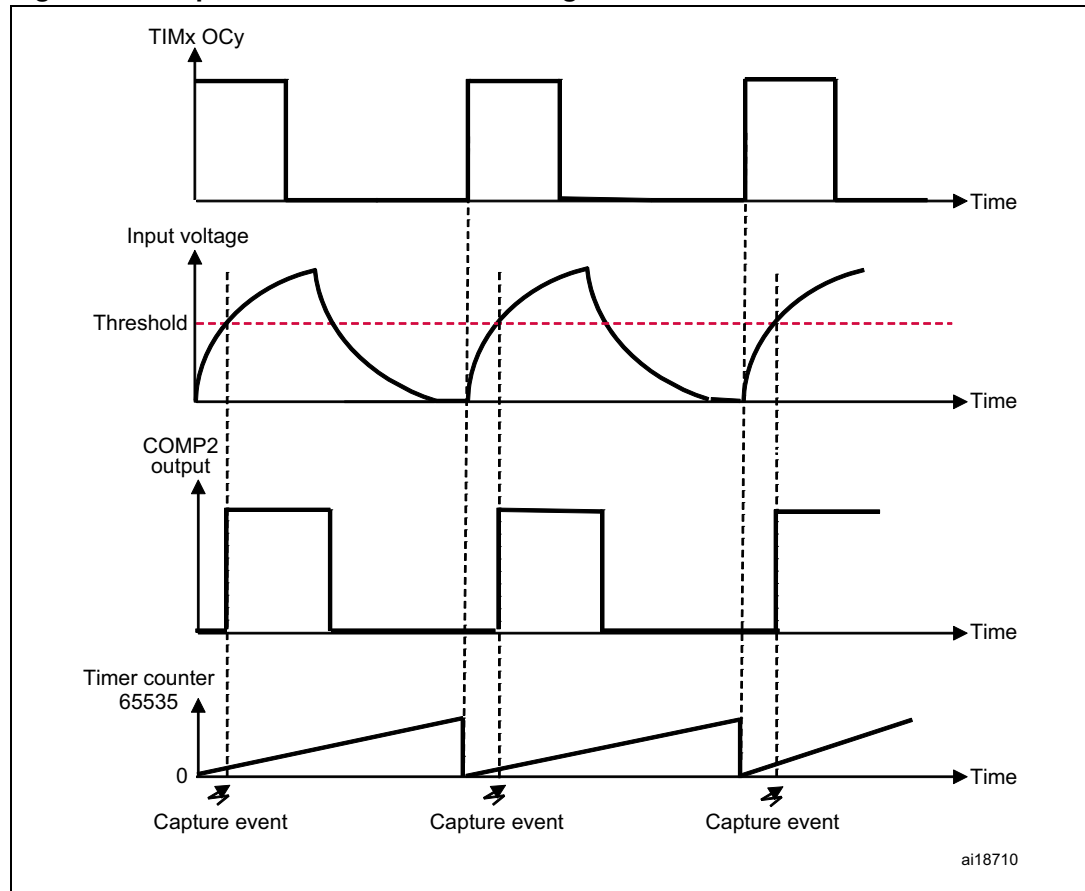 TIMx OCy
Time
Input voltage
Threshold
Time
COMP2
output
Time
Timer counter
65535
0
Time
Capture event
Capture event
Capture event
ai18710